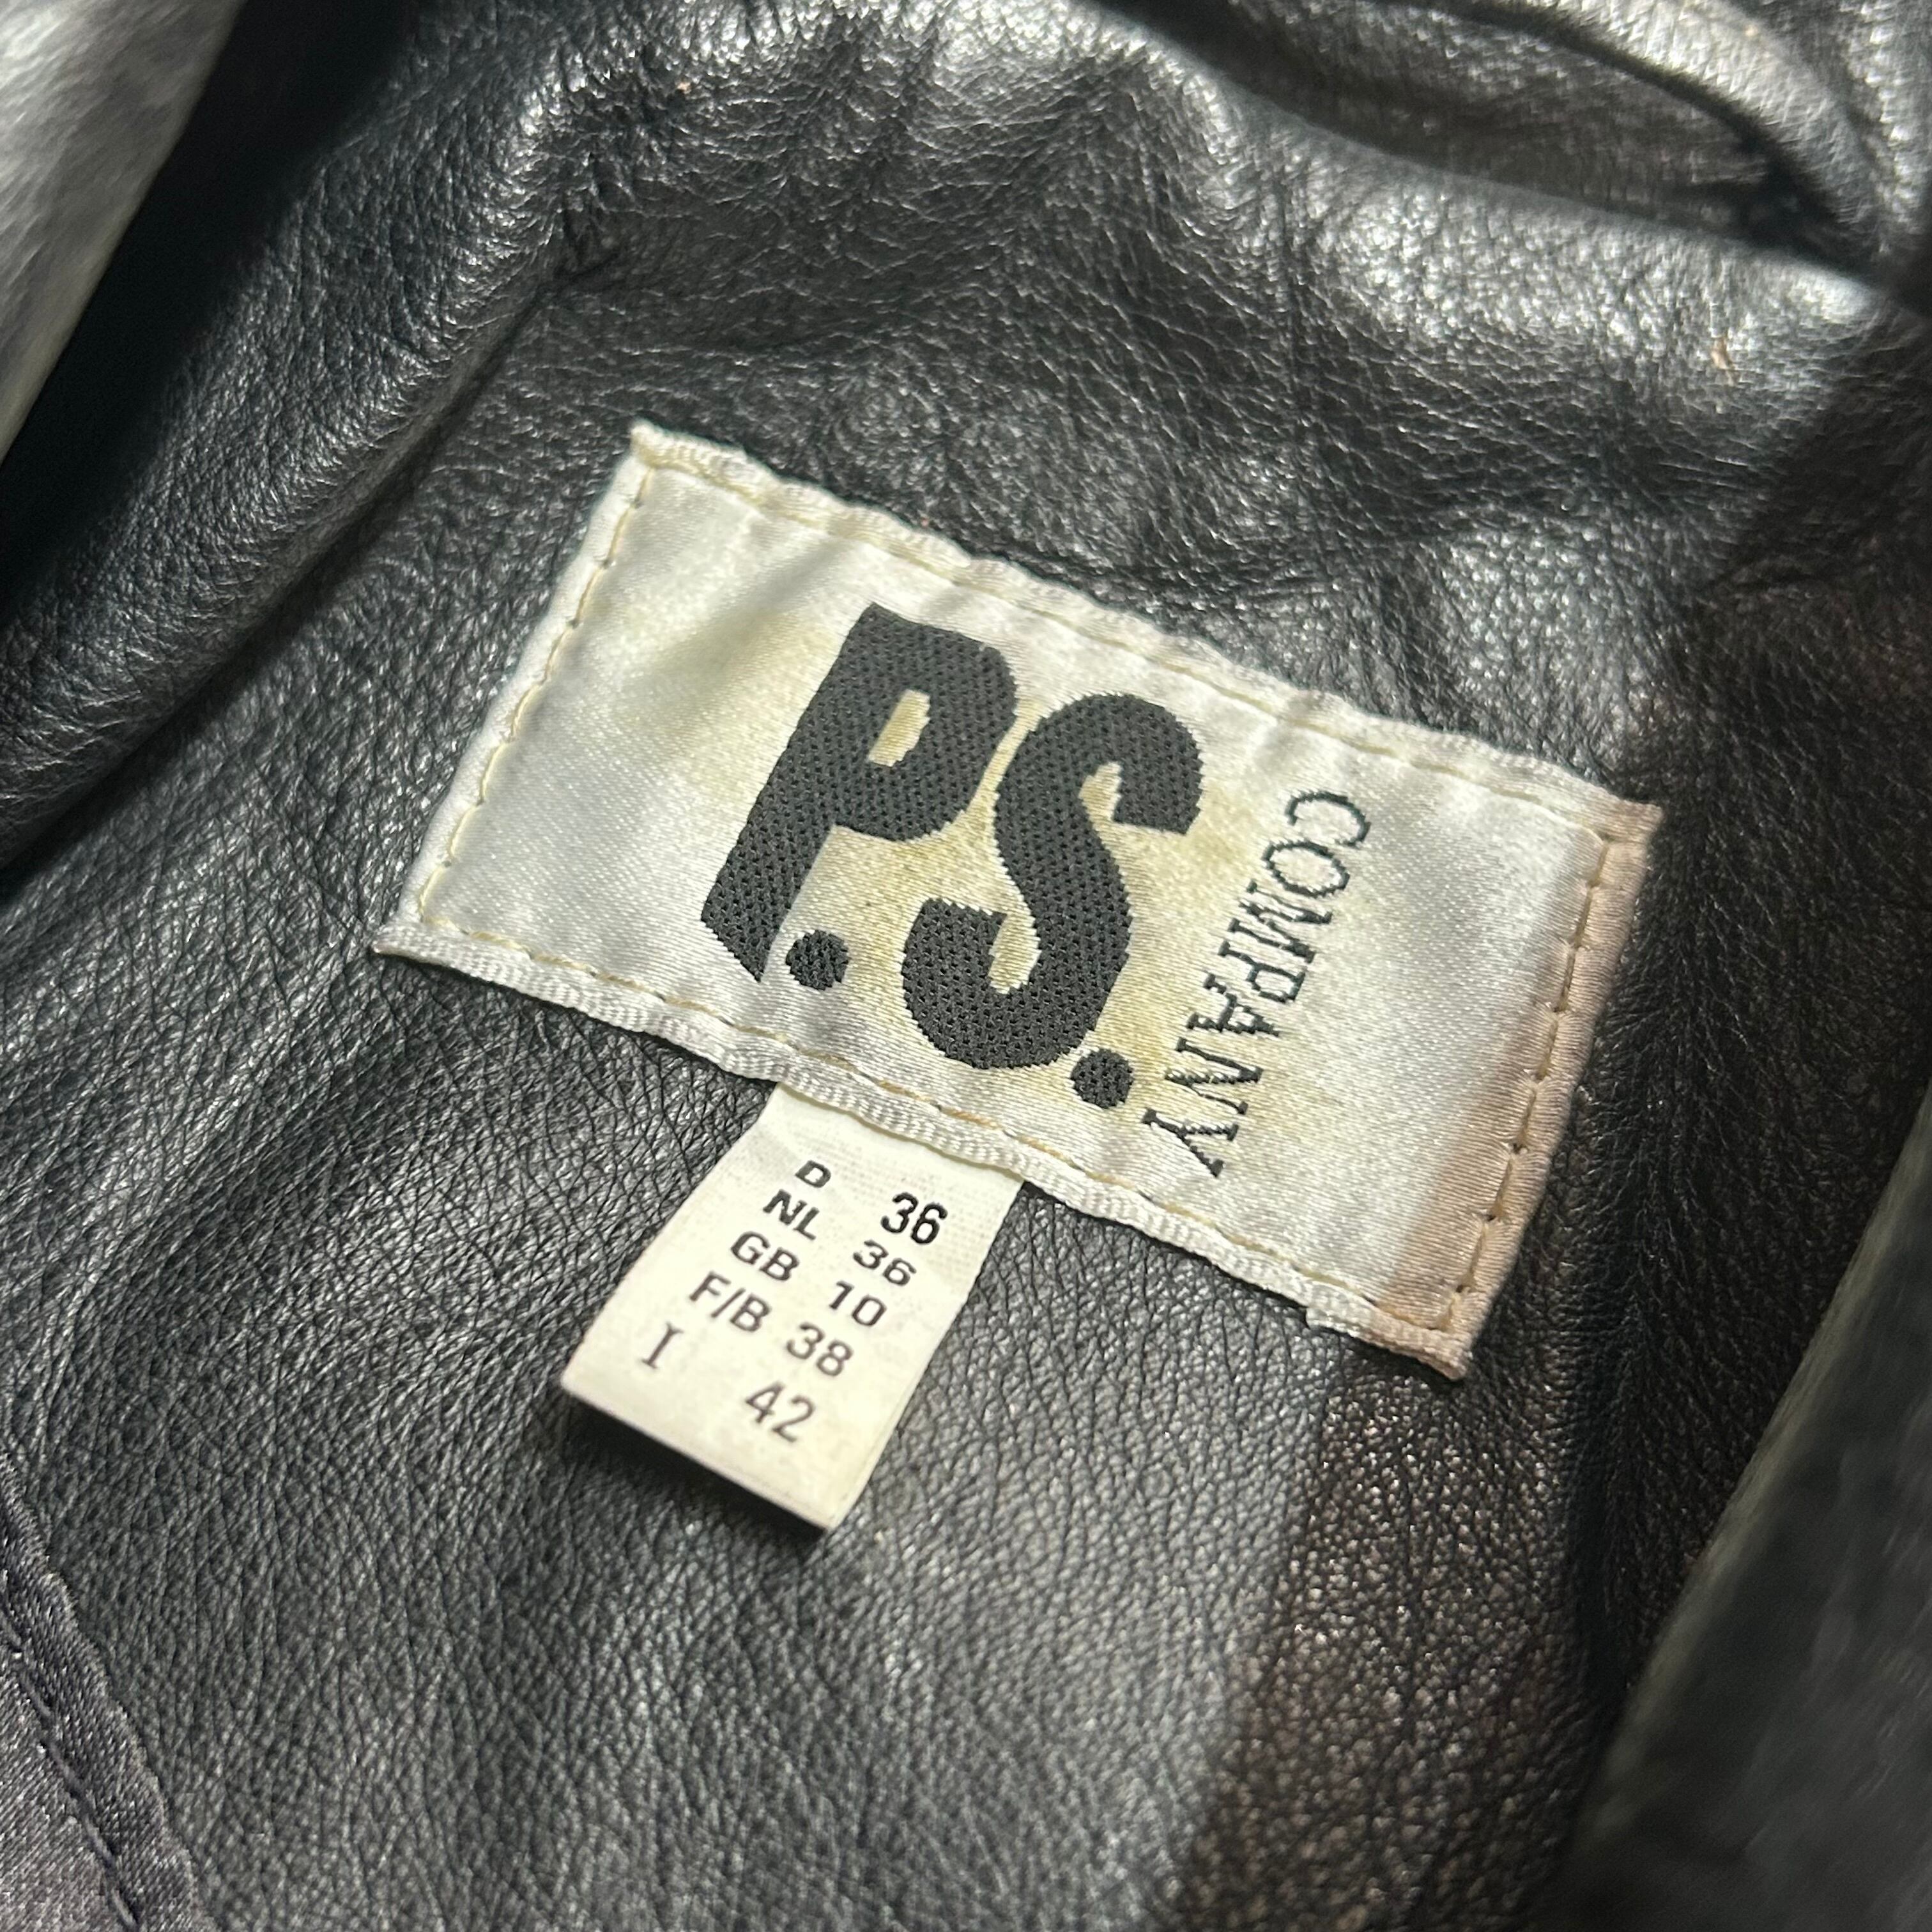 P.S.
COMPANY
D 36
NL 36
GB 10
F/B 38
I 42